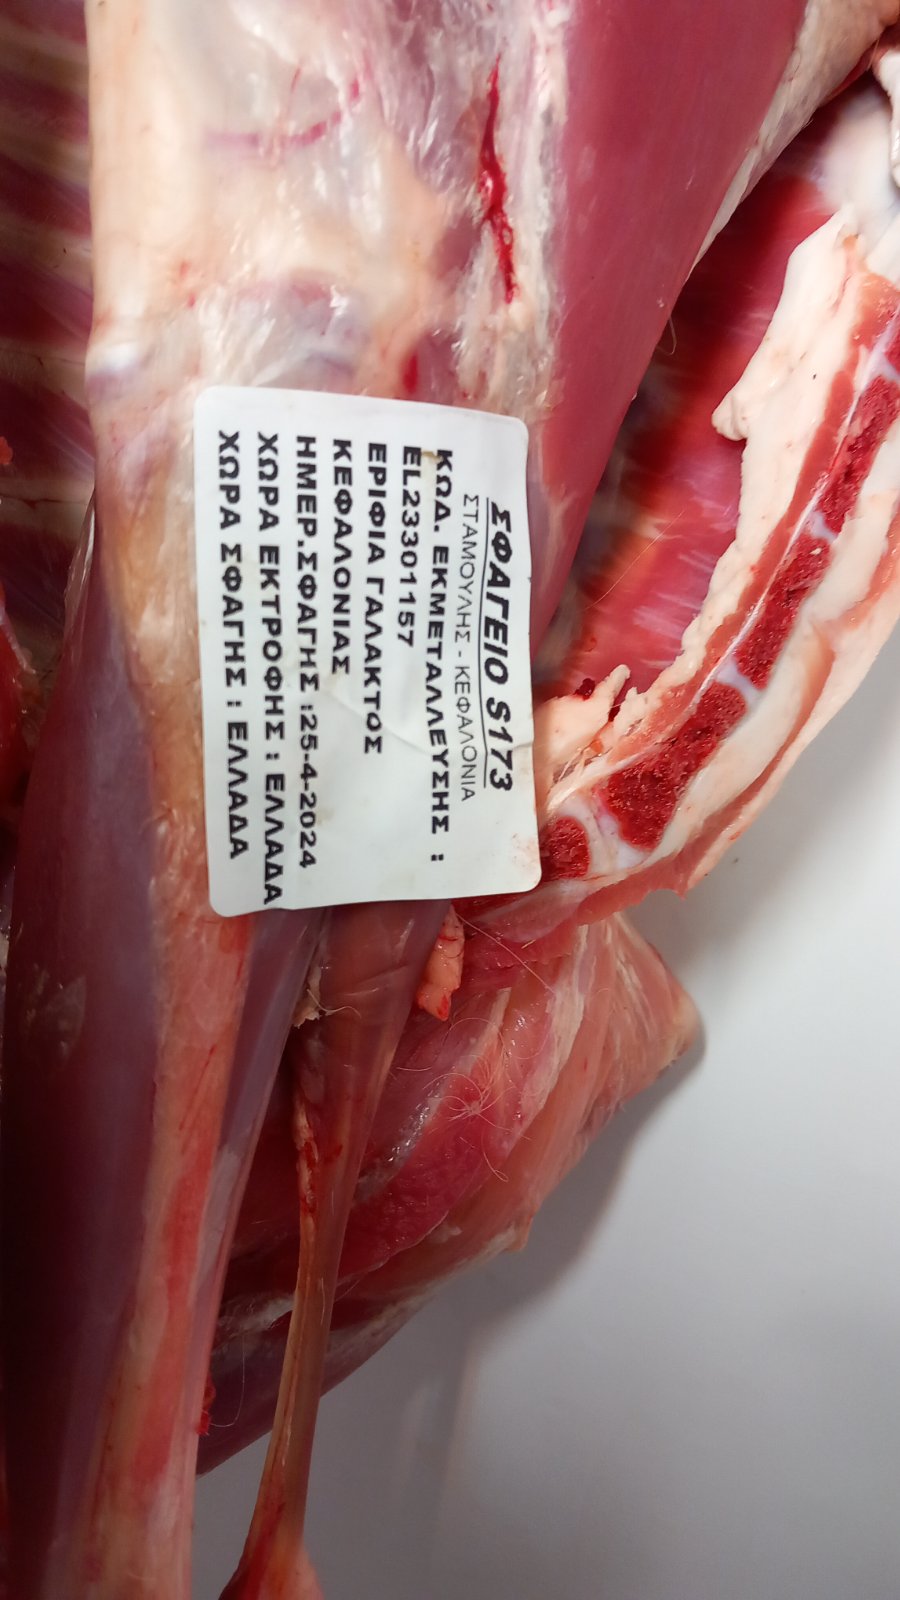 ΣΦΑΓΕΙΟ S173
ΣΤΑΜΟΥΛΗΣ - ΚΕΦΑΛΟΝΙΑ
ΚΩΔ. ΕΚΜΕΤΑΛΛΕΥΣΗΣ :
EL23301157
ΕΡΙΦΙΑ ΓΑΛΑΚΤΟΣ
ΚΕΦΑΛΟΝΙΑΣ
ΗΜΕΡ.ΣΦΑΓΗΣ :25-4-2024
ΧΩΡΑ ΕΚΤΡΟΦΗΣ : ΕΛΛΑΔΑ
ΧΩΡΑ ΣΦΑΓΗΣ : ΕΛΛΑΔΑ